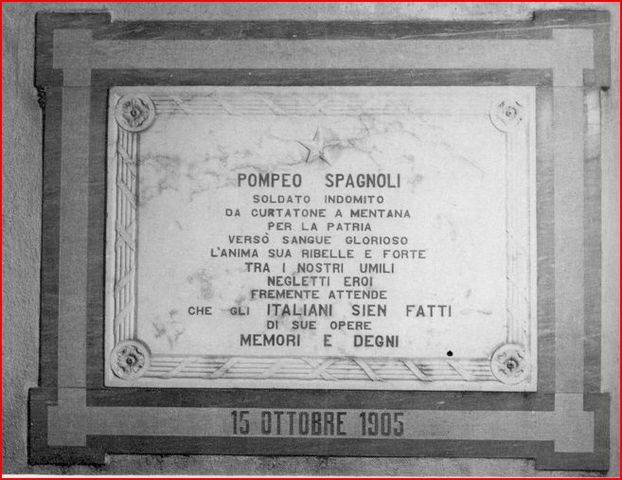 POMPEO SPAGNOLI
SOLDATO INDOMITO
DA CURTATONE A MENTANA
PER LA PATRIA
VERSÒ SANGUE GLORIOSO
L'ANIMA SUA RIBELLE E FORTE
TRA I NOSTRI UMILI
NEGLETTI EROI
FREMENTE ATTENDE
CHE GLI ITALIANI SIEN FATTI
DI SUE OPERE
MEMORI E DEGNI
15 OTTOBRE 1905